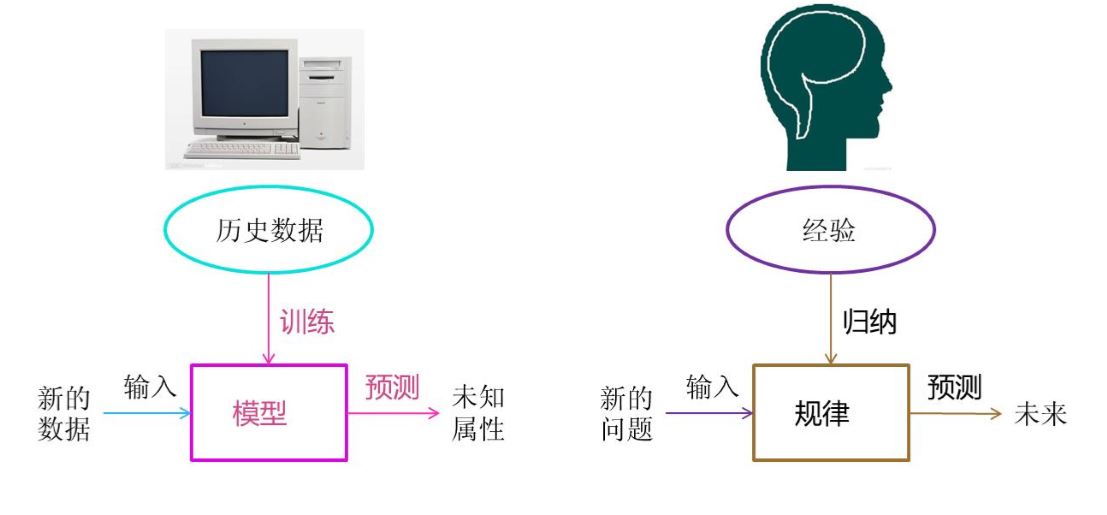 历史数据
训练
新的
数据
输入
模型
预测
未知
属性
经验
归纳
新的
问题
输入
规律
预测
未来